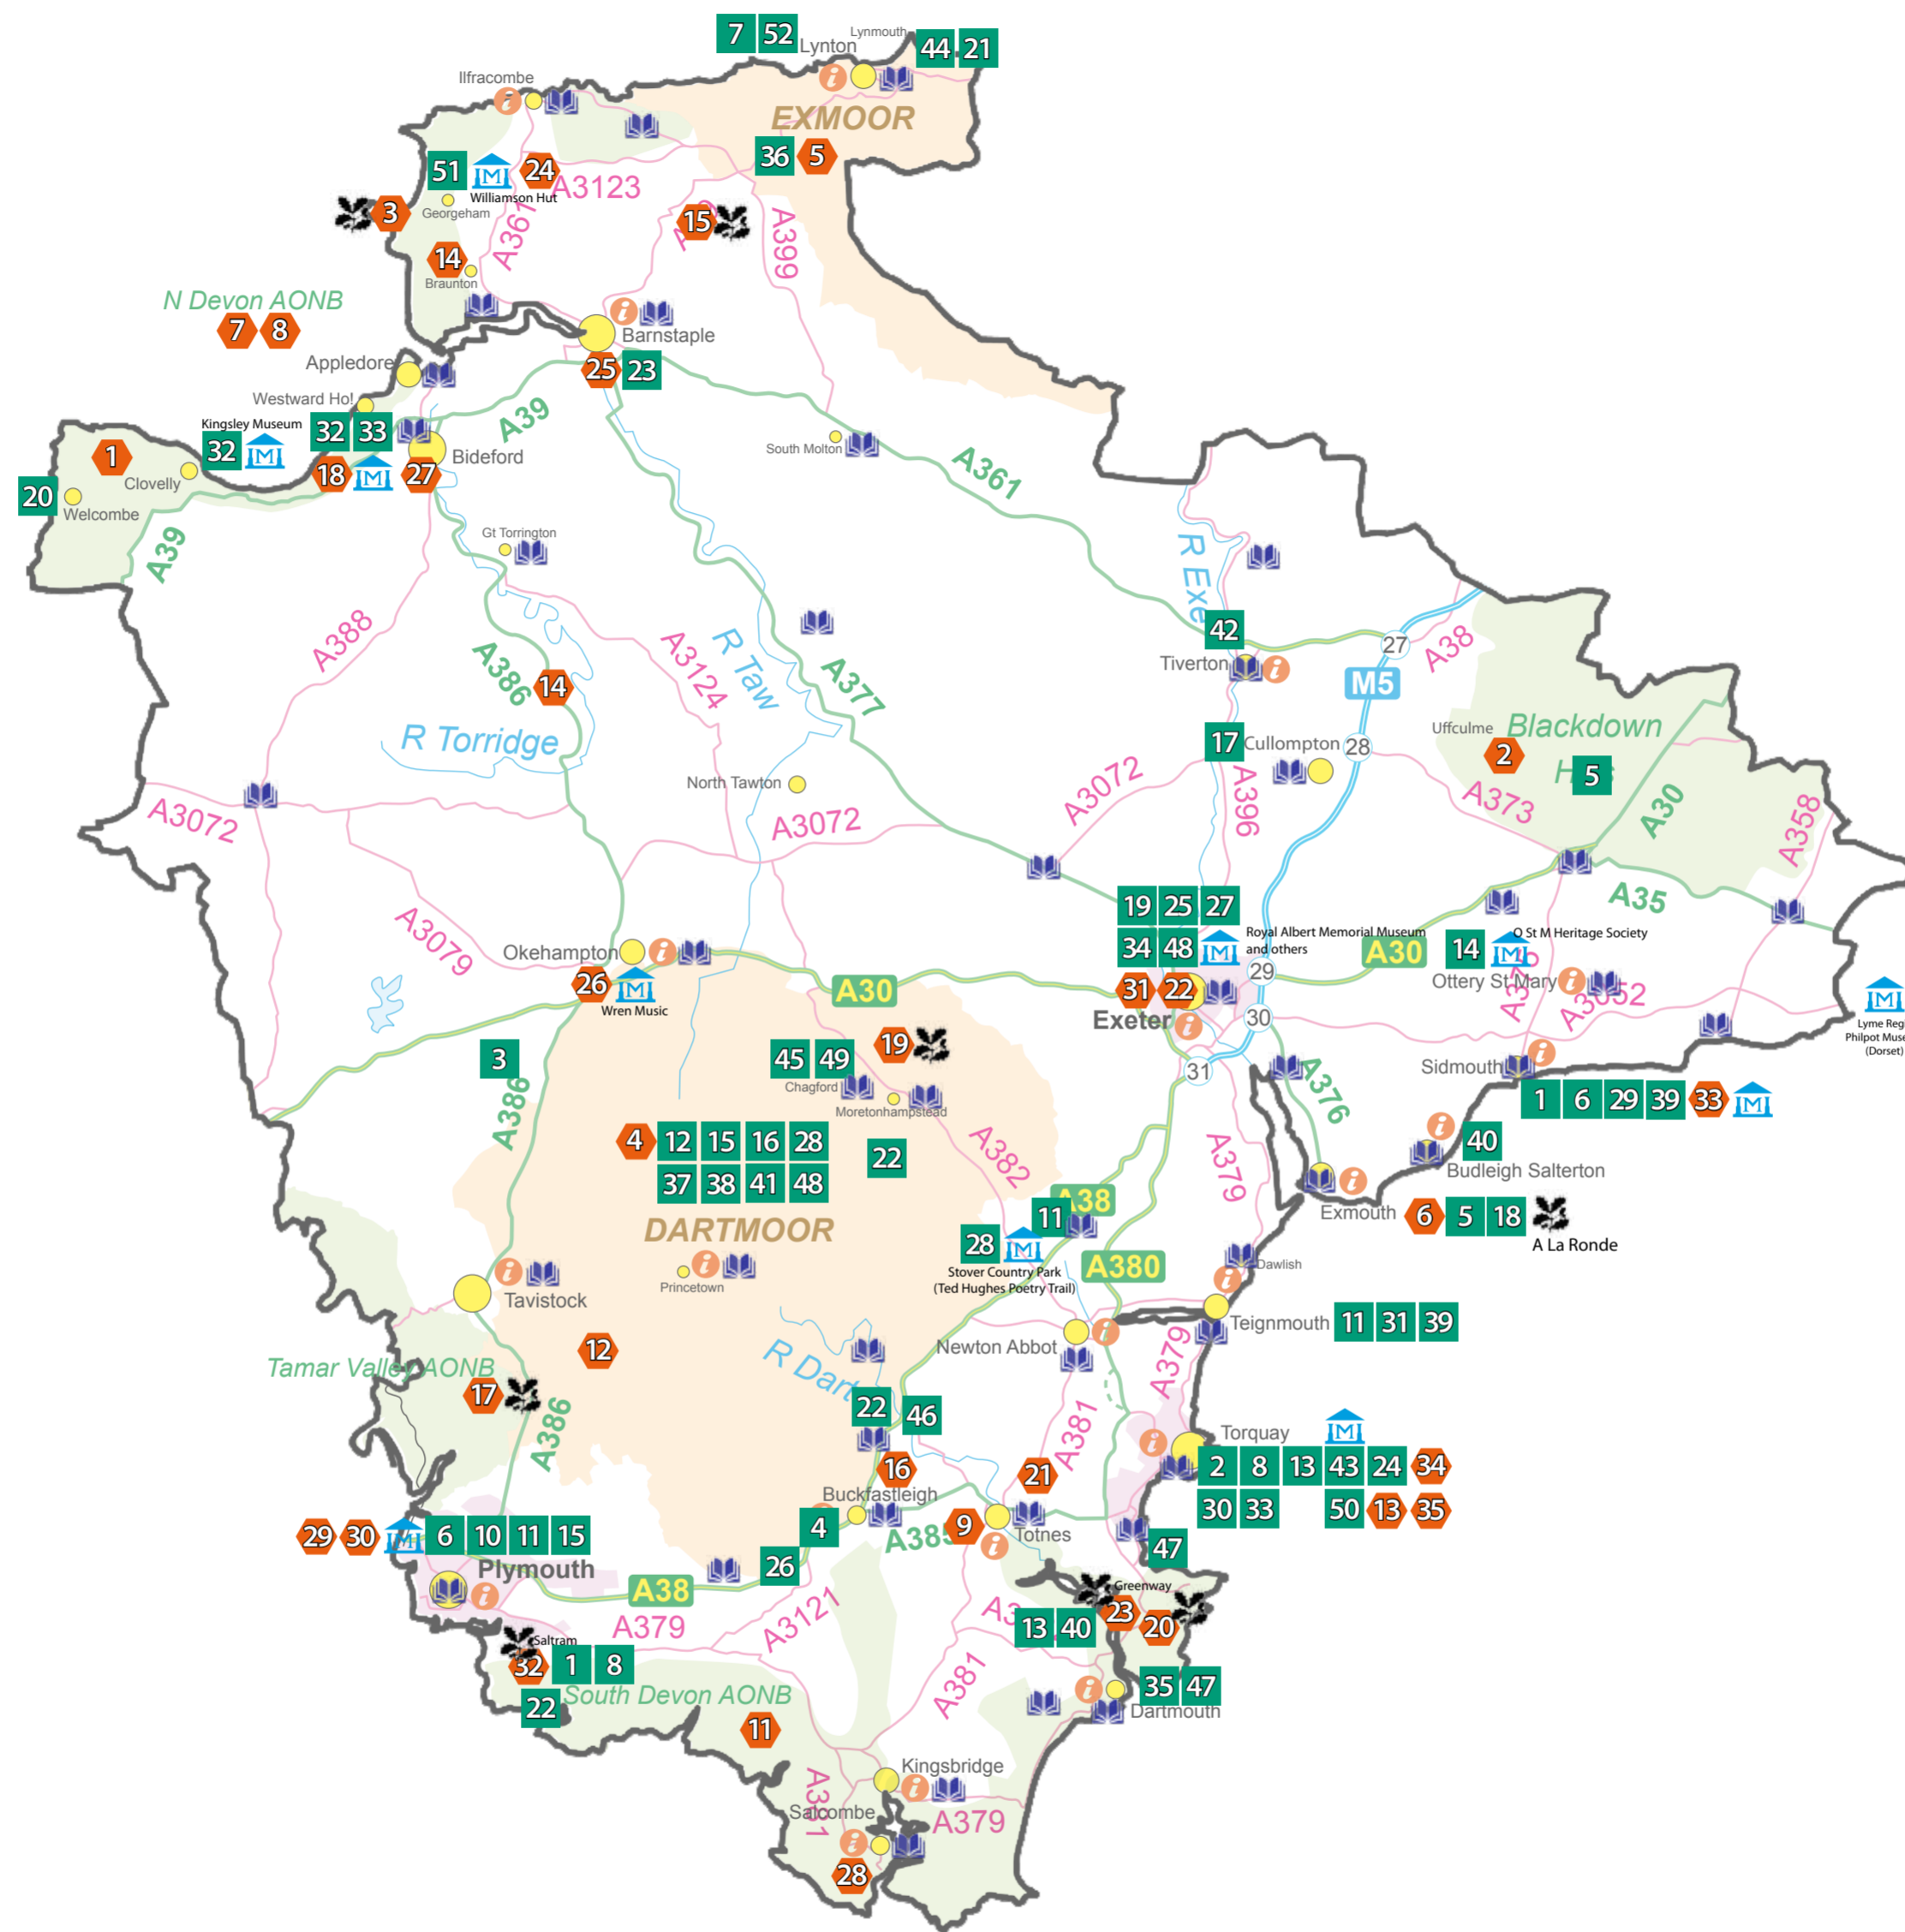 7 52 Lynton Lynmouth 44 21
Ilfracombe
EXMOOR
36 5
51 24 A3123
Williamson Hut
Georgeham
3
A361
15
A399
14
Braunton
N Devon AONB
7 8
Barnstaple
25 23
Appledore
Westward Ho!
Kingsley Museum
32
32 33
A39
Bideford
18 27
1
Clovelly
20
Welcombe
A39
South Molton
A361
Gt Torrington
R Exe
42
27
Tiverton
A38
M5
A388
A386
14
A3124
R Taw
A377
R Torridge
17 Cullompton 28
Uffculme
Blackdown
2
5
A373
A30
A358
North Tawton
A3072
A3072
A3072
A396
A35
A3079
19 25 27
34 48
Royal Albert Memorial Museum
and others
31 22
Exeter
29
30
31
A30
14
O St M Heritage Society
Ottery St Mary
A3052
Lyme Regi
Philpot Muse
(Dorset)
Okehampton
26
Wren Music
A30
3
A386
45 49
19
Chagford
Moretonhampstead
Sidmouth
1 6 29 39 33
A376
40
Budleigh Salterton
4 12 15 16 28
37 38 41 48
22
A382
A379
DARTMOOR
Princetown
11
A38
28
Stover Country Park
(Ted Hughes Poetry Trail)
A380
Exmouth 6 5 18
A La Ronde
Dawlish
Teignmouth 11 31 39
Tavistock
12
Newton Abbot
A379
Tamar Valley AONB
17
A386
R Dart
22 46
A381
Torquay
2 8 13 43 24 34
30 33 50 13 35
16
21
Buckfastleigh
4
A385
9
Totnes
26
47
29 30
6 10 11 15
Plymouth
A38
A379
A3121
Greenway
23 20
13 40
Saltram
32 1 8
22
South Devon AONB
A381
35 47
Dartmouth
11
Kingsbridge
A381
Salcombe
A379
28